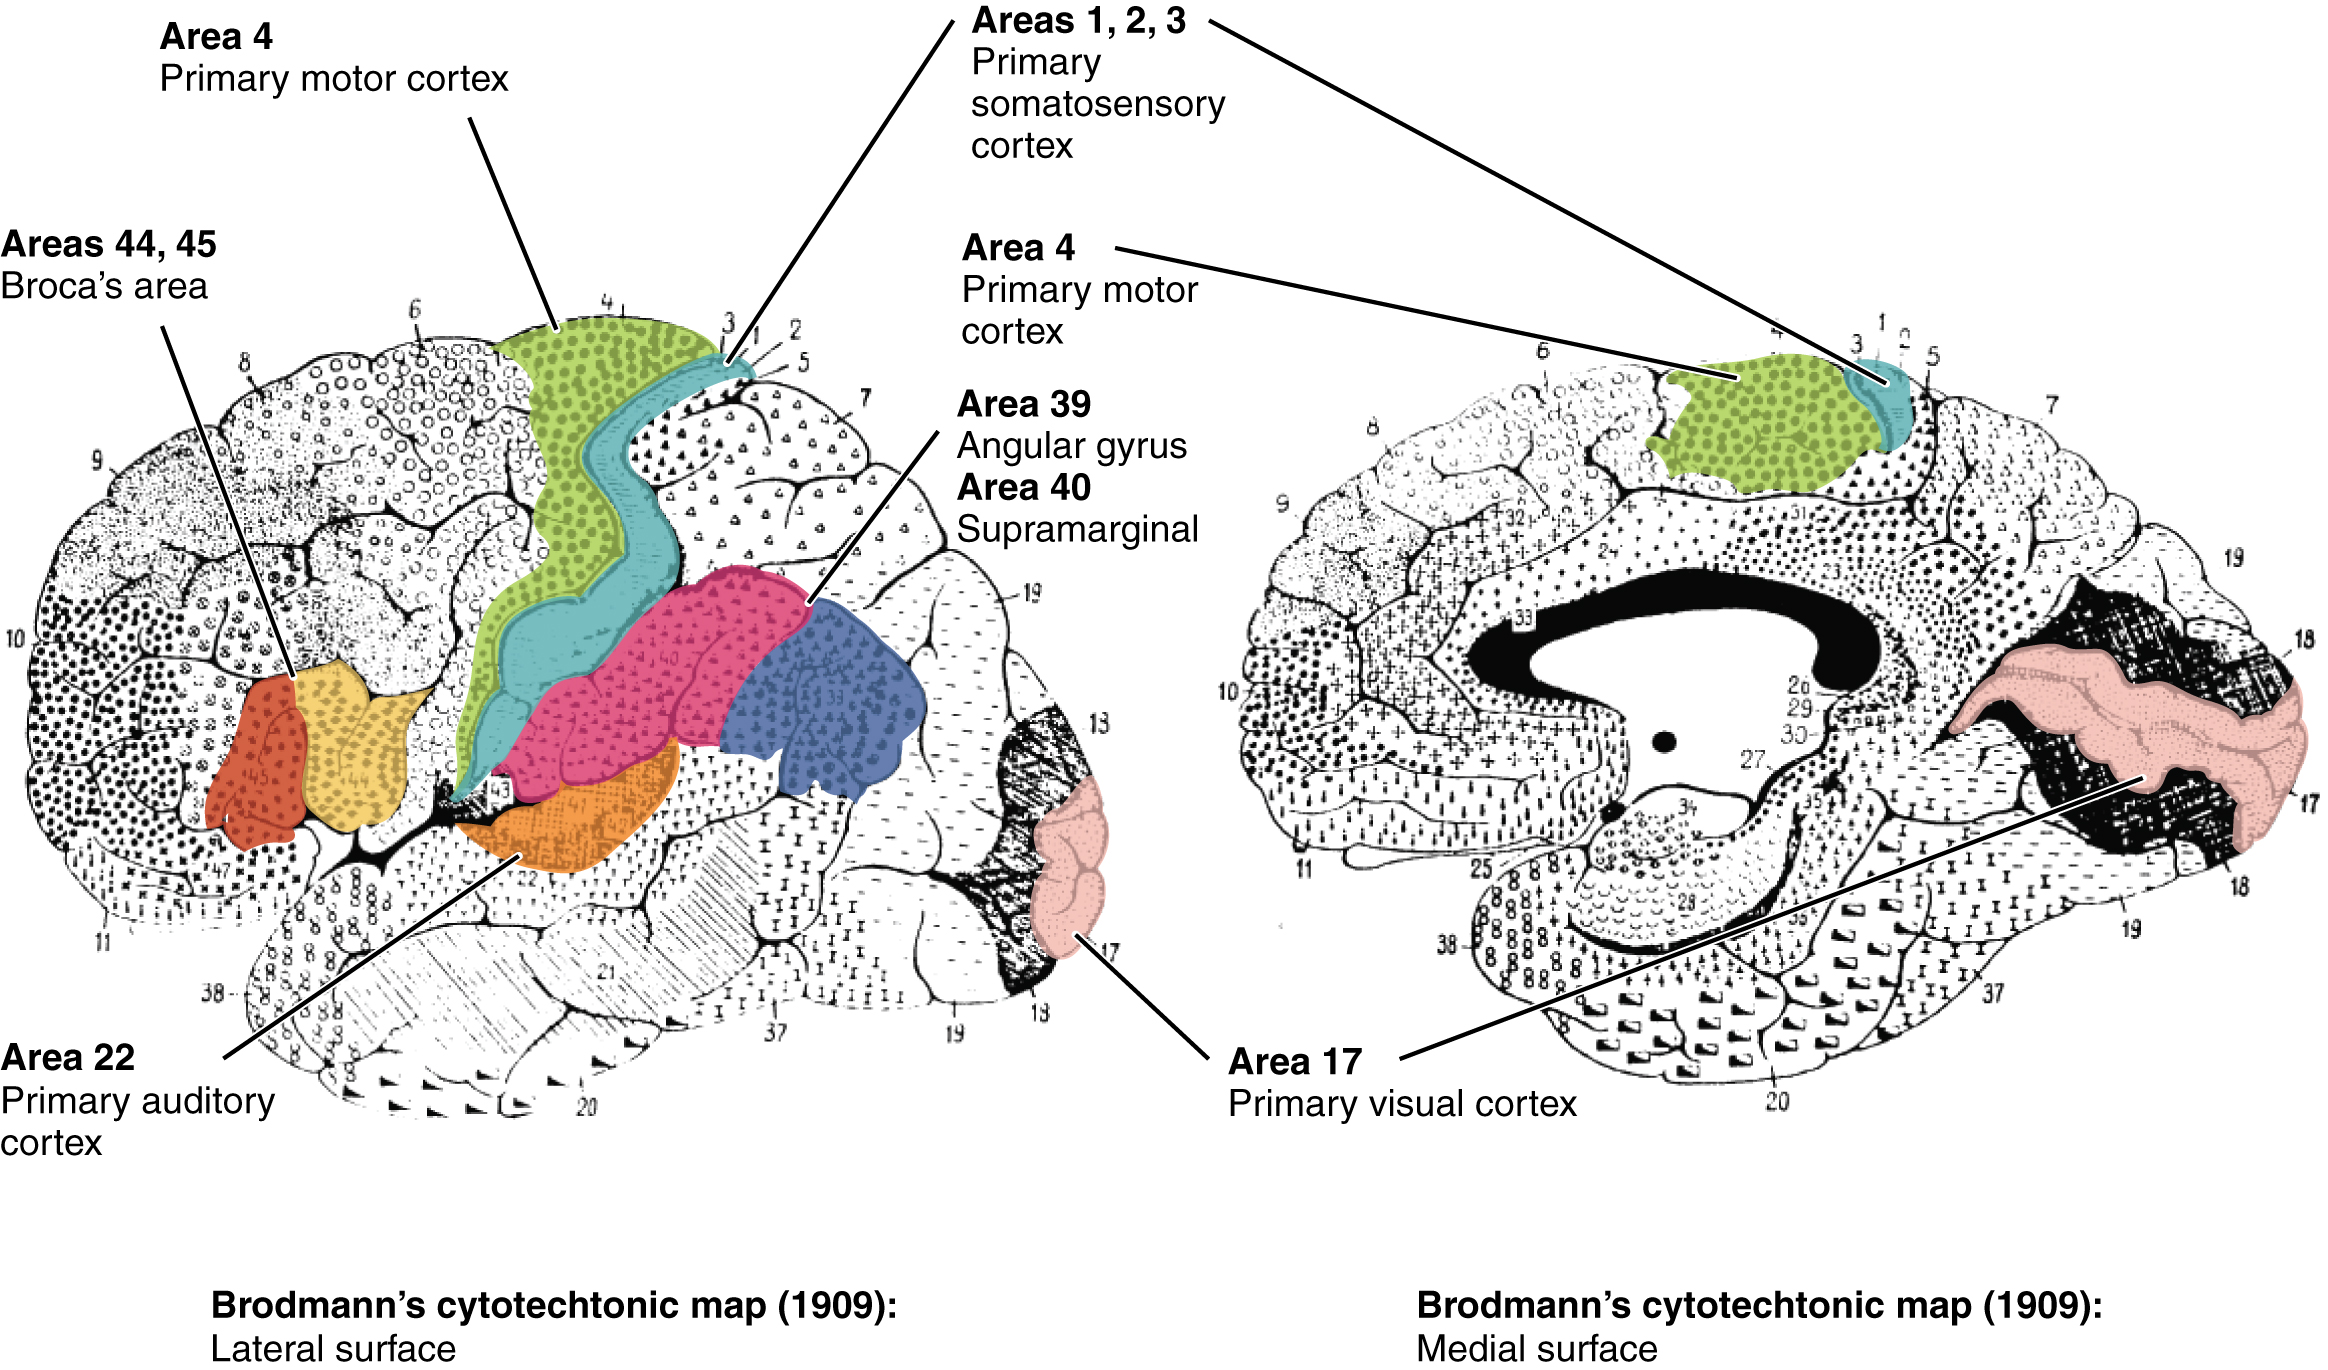 Area 4
Primary motor cortex
Areas 1, 2, 3
Primary
somatosensory
cortex
Areas 44, 45
Broca's area
Area 4
Primary motor
cortex
Area 39
Angular gyrus
Area 40
Supramarginal
6
4
3
1
2
5
7
8
9
10
19
13
17
18
19
37
20
38
11
47
45
44
43
40
39
41
22
21
4
3
1
2
5
6
7
8
9
10
11
19
18
17
18
19
37
20
38
25
32
31
24
23
33
26
29
30
27
34
35
28
Area 22
Primary auditory
cortex
Area 17
Primary visual cortex
Brodmann's cytotechtonic map (1909):
Lateral surface
Brodmann's cytotechtonic map (1909):
Medial surface